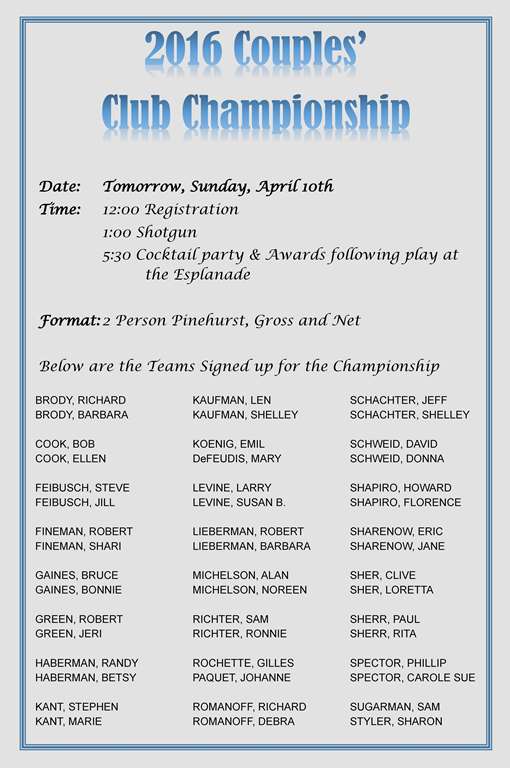 2016 Couples'
Club Championship
Date: Tomorrow, Sunday, April 10th
Time: 12:00 Registration
1:00 Shotgun
5:30 Cocktail party & Awards following play at
the Esplanade
Format: 2 Person Pinehurst, Gross and Net
Below are the Teams Signed up for the Championship
BRODY, RICHARD
BRODY, BARBARA
COOK, BOB
COOK, ELLEN
FEIBUSCH, STEVE
FEIBUSCH, JILL
FINEMAN, ROBERT
FINEMAN, SHARI
GAINES, BRUCE
GAINES, BONNIE
GREEN, ROBERT
GREEN, JERI
HABERMAN, RANDY
HABERMAN, BETSY
KANT, STEPHEN
KANT, MARIE
KAUFMAN, LEN
KAUFMAN, SHELLEY
KOENIG, EMIL
DeFEUDIS, MARY
LEVINE, LARRY
LEVINE, SUSAN B.
LIEBERMAN, ROBERT
LIEBERMAN, BARBARA
MICHELSON, ALAN
MICHELSON, NOREEN
RICHTER, SAM
RICHTER, RONNIE
ROCHETTE, GILLES
PAQUET, JOHANNE
ROMANOFF, RICHARD
ROMANOFF, DEBRA
SCHACHTER, JEFF
SCHACHTER, SHELLEY
SCHWEID, DAVID
SCHWEID, DONNA
SHAPIRO, HOWARD
SHAPIRO, FLORENCE
SHARENOW, ERIC
SHARENOW, JANE
SHER, CLIVE
SHER, LORETTA
SHERR, PAUL
SHERR, RITA
SPECTOR, PHILLIP
SPECTOR, CAROLE SUE
SUGARMAN, SAM
STYLER, SHARON